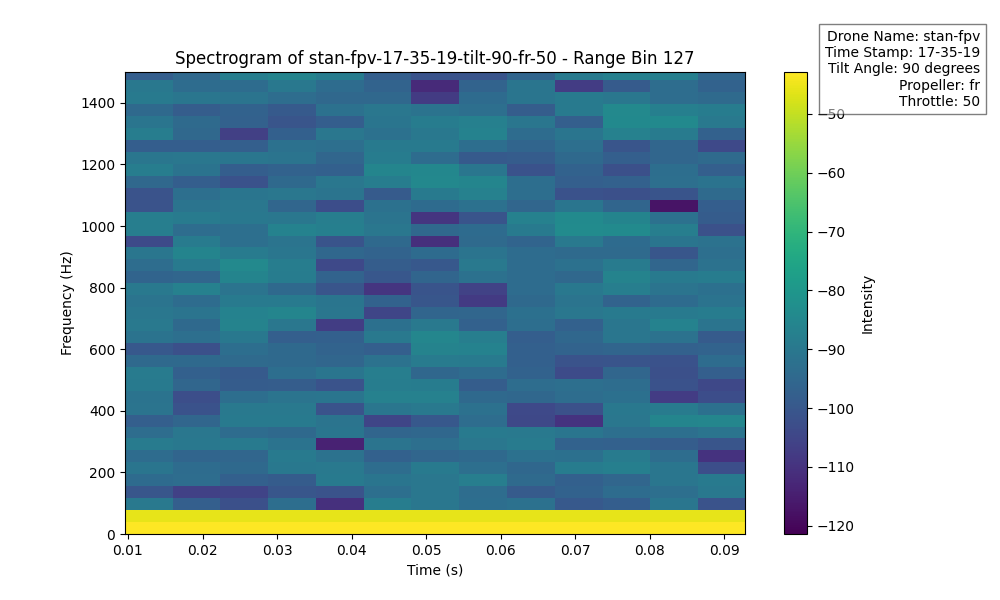 Drone Name: stan-fpv
Time Stamp: 17-35-19
Tilt Angle: 90 degrees
Propeller: fr
Throttle: 50
Spectrogram of stan-fpv-17-35-19-tilt-90-fr-50 - Range Bin 127
Frequency (Hz)
1400
1200
1000
800
600
400
200
0
0.01 0.02 0.03 0.04 0.05 0.06 0.07 0.08 0.09
Time (s)
−50
−60
−70
−80
−90
−100
−110
−120
Intensity